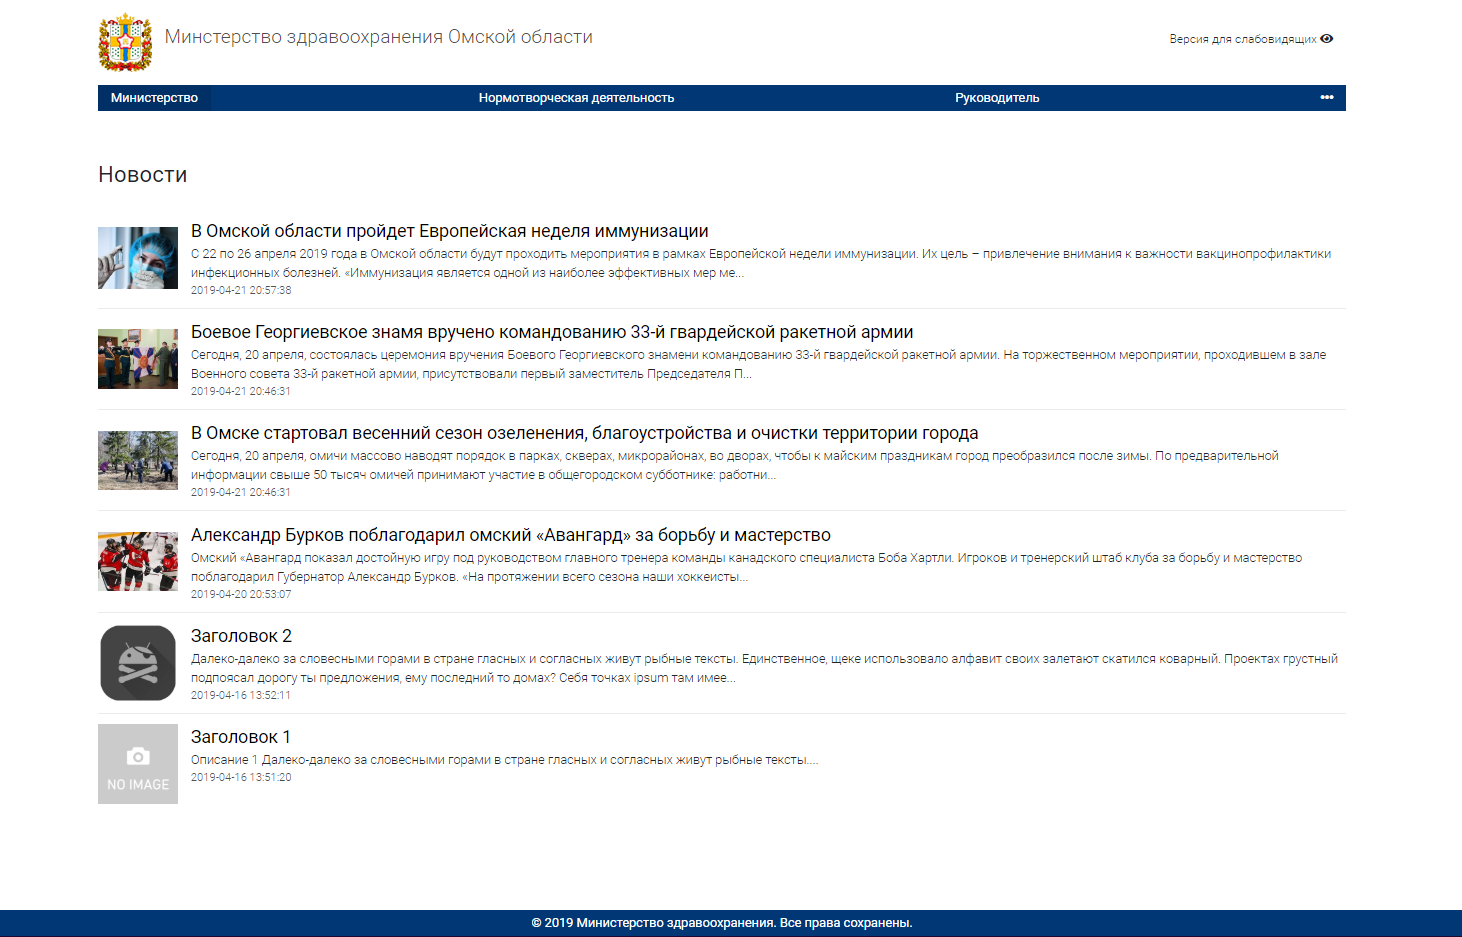 Минстерство здравоохранения Омской области
Версия для слабовидящих
Министерство
Нормотворческая деятельность
Руководитель
Новости
В Омской области пройдет Европейская неделя иммунизации
С 22 по 26 апреля 2019 года в Омской области будут проходить мероприятия в рамках Европейской недели иммунизации. Их цель – привлечение внимания к важности вакцинопрофилактики
инфекционных болезней. «Иммунизация является одной из наиболее эффективных мер ме...
2019-04-21 20:57:38
Боевое Георгиевское знамя вручено командованию 33-й гвардейской ракетной армии
Сегодня, 20 апреля, состоялась церемония вручения Боевого Георгиевского знамени командованию 33-й гвардейской ракетной армии. На торжественном мероприятии, проходившем в зале
Военного совета 33-й ракетной армии, присутствовали первый заместитель Председателя П...
2019-04-21 20:46:31
В Омске стартовал весенний сезон озеленения, благоустройства и очистки территории города
Сегодня, 20 апреля, омичи массово наводят порядок в парках, скверах, микрорайонах, во дворах, чтобы к майским праздникам город преобразился после зимы. По предварительной
информации свыше 50 тысяч омичей принимают участие в общегородском субботнике: работни...
2019-04-21 20:46:31
Александр Бурков поблагодарил омский «Авангард» за борьбу и мастерство
Омский «Авангард показал достойную игру под руководством главного тренера команды канадского специалиста Боба Хартли. Игроков и тренерский штаб клуба за борьбу и мастерство
поблагодарил Губернатор Александр Бурков. «На протяжении всего сезона наши хоккеисты...
2019-04-20 20:53:07
Заголовок 2
Далеко-далеко за словесными горами в стране гласных и согласных живут рыбные тексты. Единственное, щеке использовало алфавит своих залетают скатился коварный. Проектах грустный
подпоясал дорогу ты предложения, ему последний то домах? Себя точках ipsum там имее...
2019-04-16 13:52:11
NO IMAGE
Заголовок 1
Описание 1 Далеко-далеко за словесными горами в стране гласных и согласных живут рыбные тексты....
2019-04-16 13:51:20
© 2019 Министерство здравоохранения. Все права сохранены.